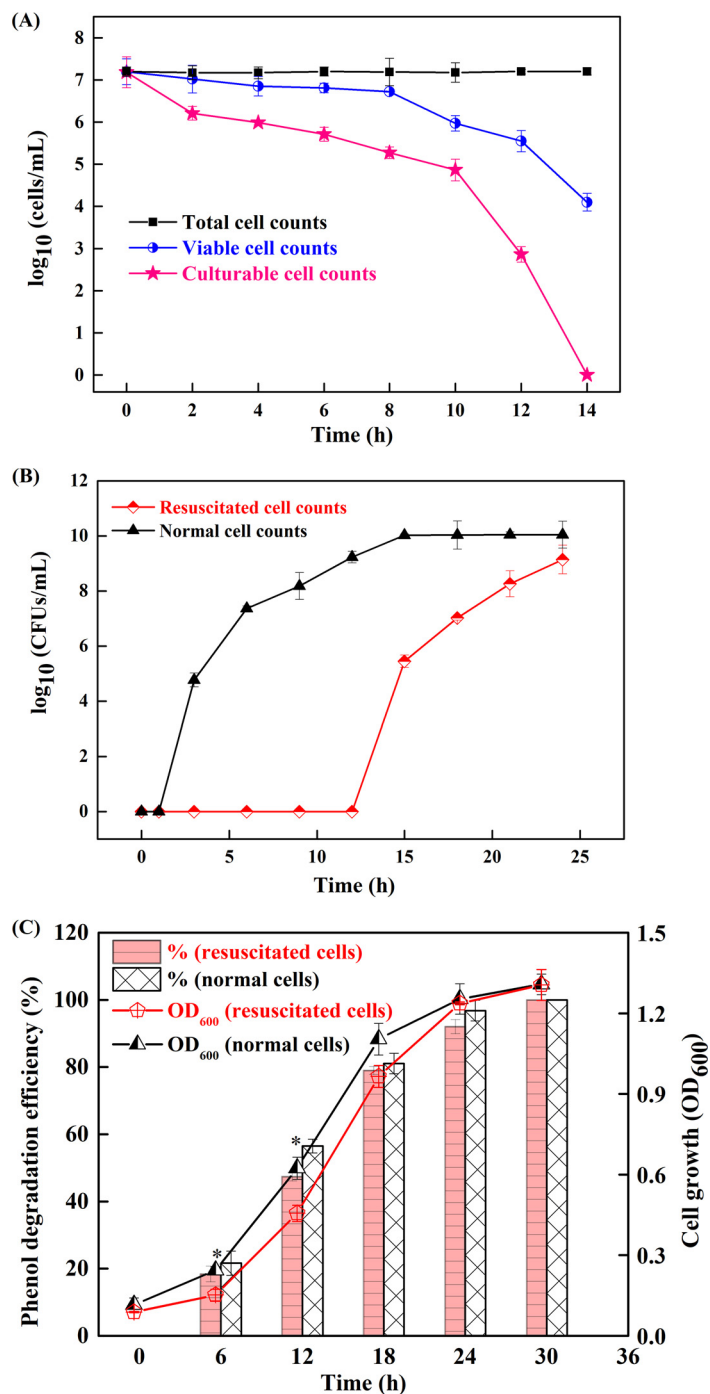 (A)
8
7
6
5
4
3
2
1
0
log10 (cells/mL)
Total cell counts
Viable cell counts
Culturable cell counts
0 2 4 6 8 10 12 14
Time (h)
(B)
12
10
8
6
4
2
0
log10 (CFUs/mL)
Resuscitated cell counts
Normal cell counts
0 5 10 15 20 25
Time (h)
(C)
120
100
80
60
40
20
0
Phenol degradation efficiency (%)
% (resuscitated cells)
% (normal cells)
OD600 (resuscitated cells)
OD600 (normal cells)
*
*
1.5
1.2
0.9
0.6
0.3
0.0
Cell growth (OD600)
0 6 12 18 24 30 36
Time (h)